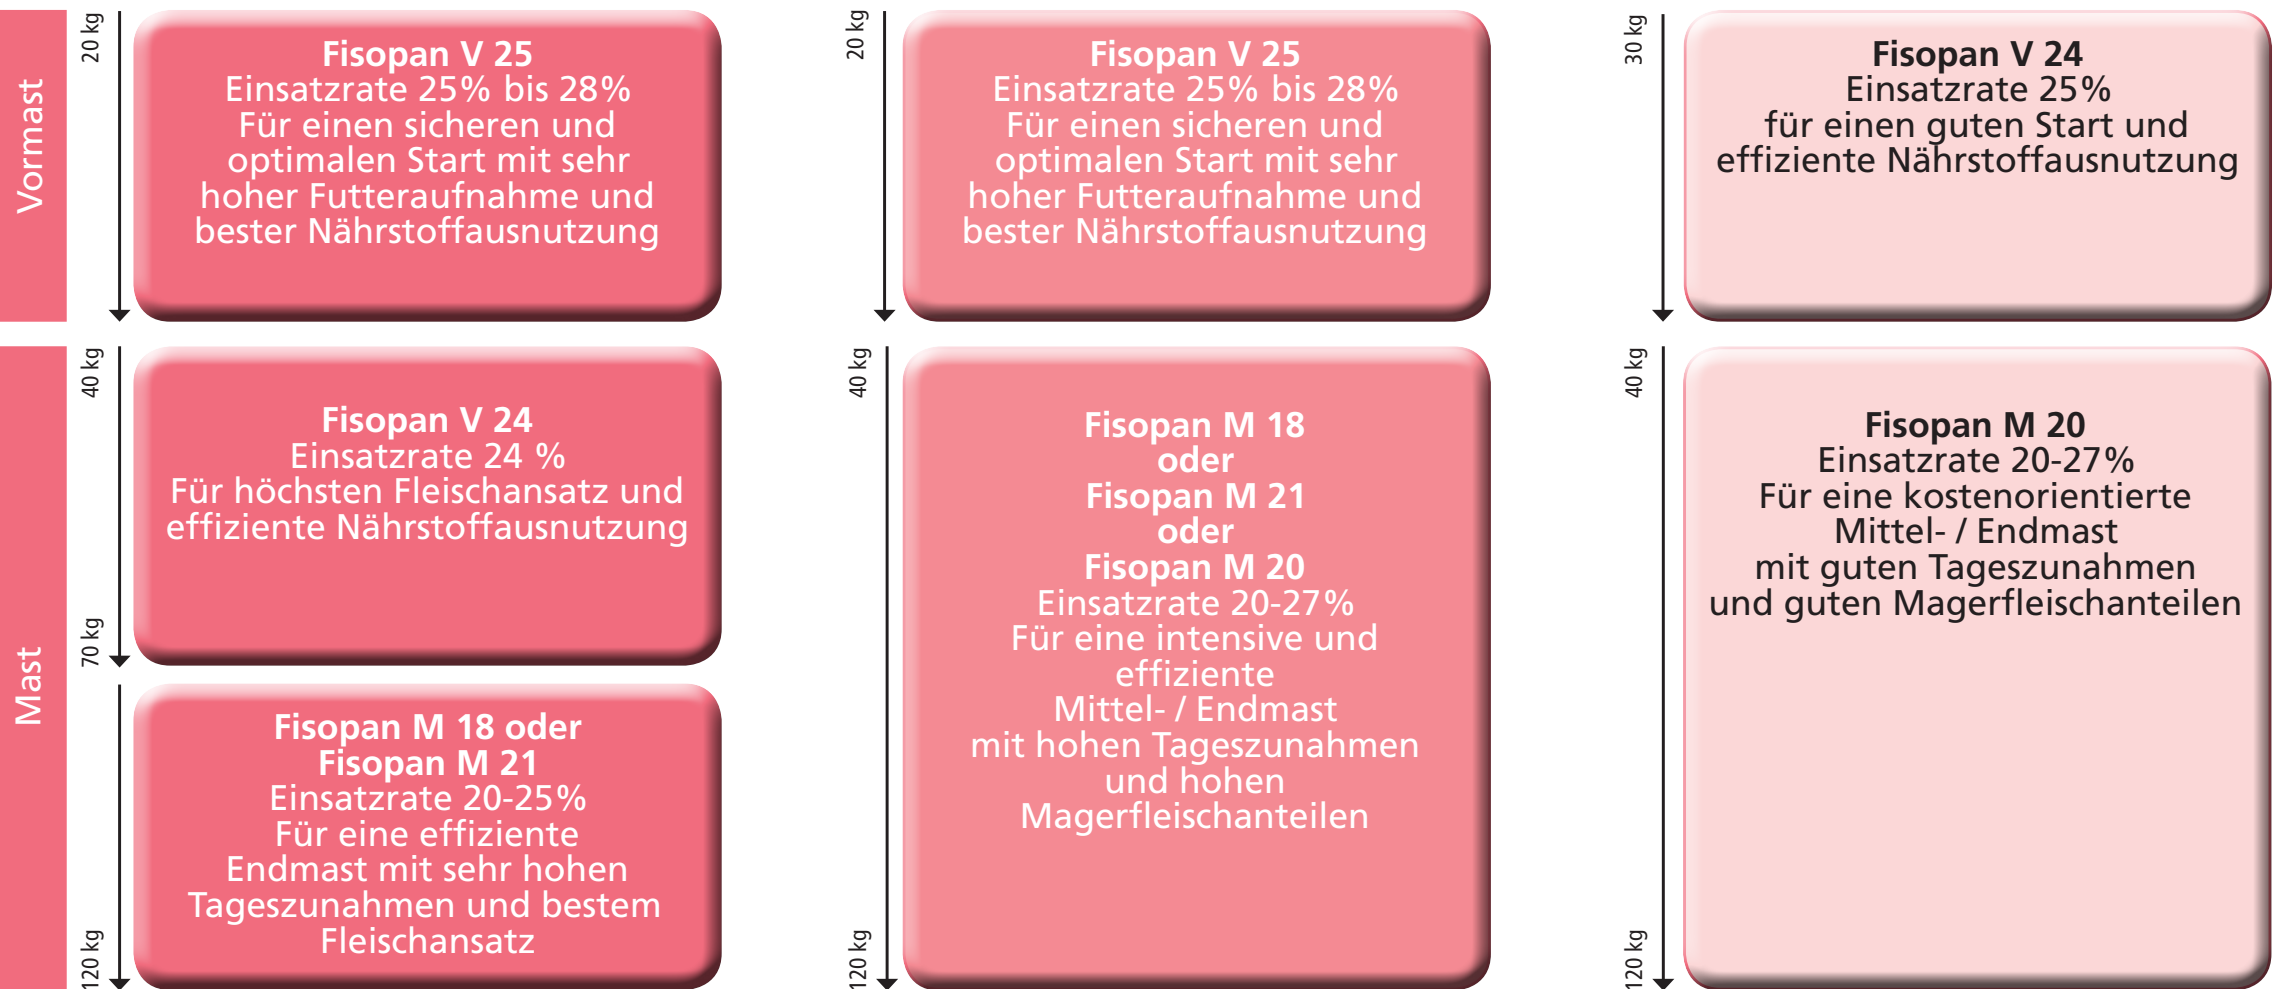 Vormast
20 kg
Fisopan V 25
Einsatzrate 25% bis 28%
Für einen sicheren und
optimalen Start mit sehr
hoher Futteraufnahme und
bester Nährstoffausnutzung
20 kg
Fisopan V 25
Einsatzrate 25% bis 28%
Für einen sicheren und
optimalen Start mit sehr
hoher Futteraufnahme und
bester Nährstoffausnutzung
30 kg
Fisopan V 24
Einsatzrate 25%
für einen guten Start und
effiziente Nährstoffausnutzung
Mast
40 kg
Fisopan V 24
Einsatzrate 24 %
Für höchsten Fleischansatz und
effiziente Nährstoffausnutzung
70 kg
Fisopan M 18 oder
Fisopan M 21
Einsatzrate 20-25%
Für eine effiziente
Endmast mit sehr hohen
Tageszunahmen und bestem
Fleischansatz
120 kg
40 kg
Fisopan M 18
oder
Fisopan M 21
oder
Fisopan M 20
Einsatzrate 20-27%
Für eine intensive und
effiziente
Mittel- / Endmast
mit hohen Tageszunahmen
und hohen
Magerfleischanteilen
120 kg
40 kg
Fisopan M 20
Einsatzrate 20-27%
Für eine kostenorientierte
Mittel- / Endmast
mit guten Tageszunahmen
und guten Magerfleischanteilen
120 kg